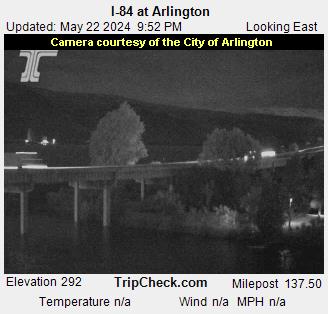 I-84 at Arlington
Updated: May 22 2024 9:52 PM Looking East
Camera courtesy of the City of Arlington
Elevation 292 TripCheck.com Milepost 137.50
Temperature n/a Wind n/a MPH n/a